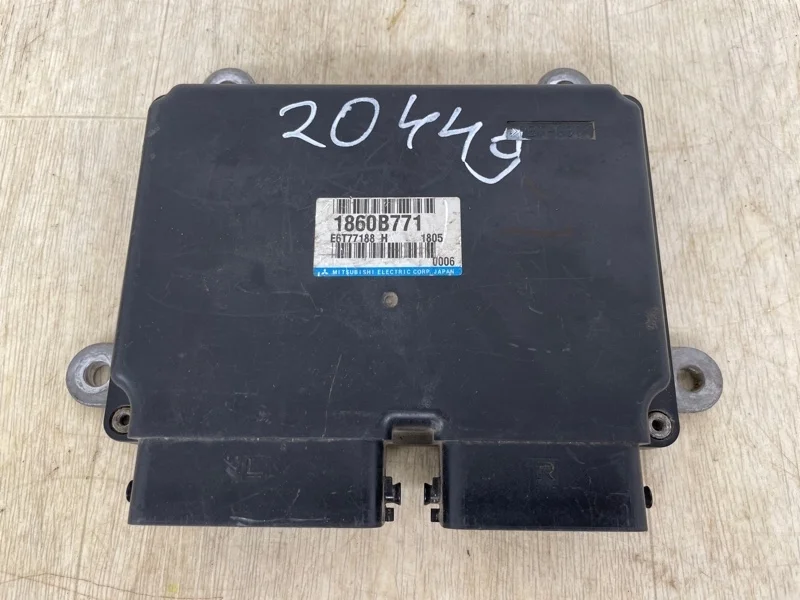 20449
1860B771
E6T77188 H 1805
0006
MITSUBISHI ELECTRIC CORP. JAPAN
R